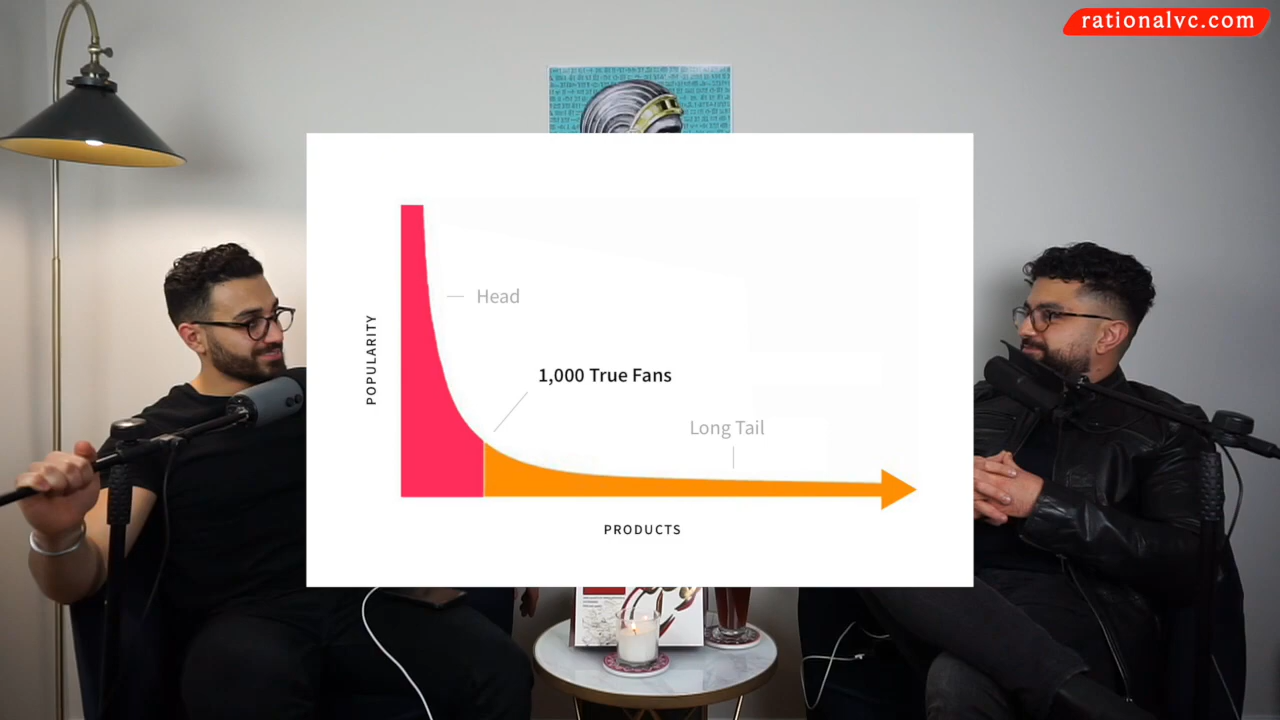 rationalvc.com
Head
1,000 True Fans
POPULARITY
Long Tail
PRODUCTS